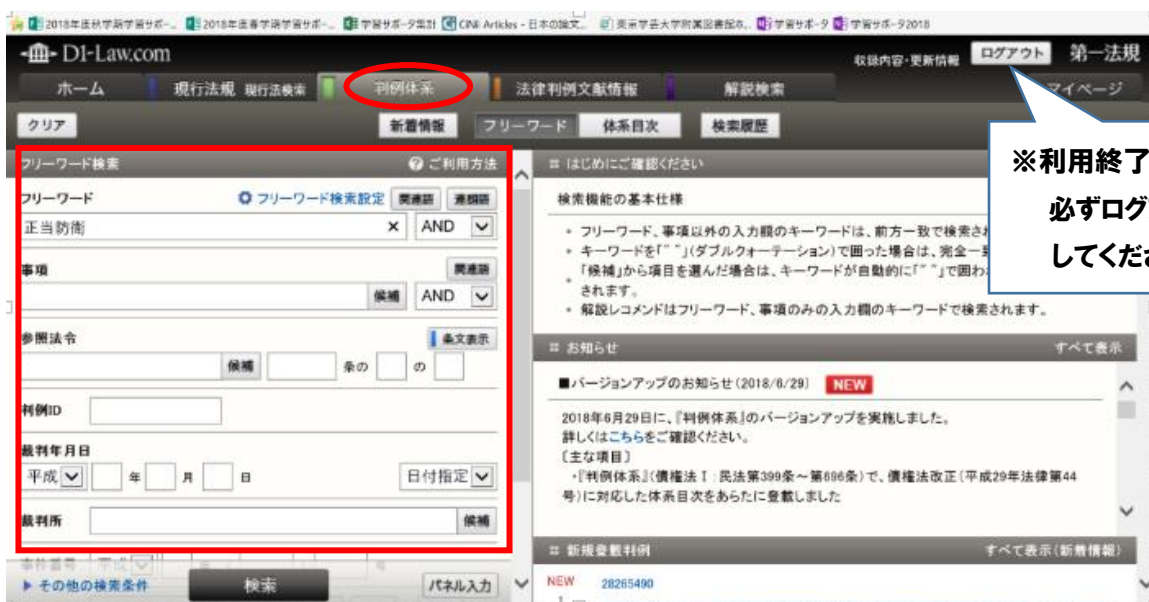 2018年度秋学期学習サポー... 2018年度春学期学習サポー... 学習サポータ集計 CiNii Articles - 日本の論文... 東京学芸大学附属図書館蔵... 学習サポータ 学習サポータ2018
D1-Law.com
収録内容・更新情報 ログアウト 第一法規
ホーム 現行法規 現行法検索 判例体系 法律判例文献情報 解説検索 マイページ
クリア 新着情報 フリーワード 体系目次 検索履歴
フリーワード検索 ご利用方法
フリーワード フリーワード検索設定 関連語 連想語
正当防衛 × AND
事項 関連語
候補 AND
参照法令 条文表示
候補 条の の
判例ID
裁判年月日
平成 年 月 日 日付指定
裁判所 候補
事件番号 平成
その他の検索条件 検索 パネル入力
はじめにご確認ください
検索機能の基本仕様
・ フリーワード、事項以外の入力欄のキーワードは、前方一致で検索され
・ キーワードを「" "」(ダブルクォーテーション)で囲った場合は、完全一致
・ 「候補」から項目を選んだ場合は、キーワードが自動的に「" "」で囲わ
されます。
・ 解説レコメンドはフリーワード、事項のみの入力欄のキーワードで検索されます。
※利用終了
必ずログ
してくださ
お知らせ すべて表示
■バージョンアップのお知らせ(2018/6/29) NEW
2018年6月29日に、『判例体系』のバージョンアップを実施しました。
詳しくはこちらをご確認ください。
〔主な項目〕
・『判例体系』(債権法Ⅰ:民法第399条~第696条)で、債権法改正(平成29年法律第44
号)に対応した体系目次をあらたに登載しました
新規登載判例 すべて表示(新着情報)
NEW 28265490